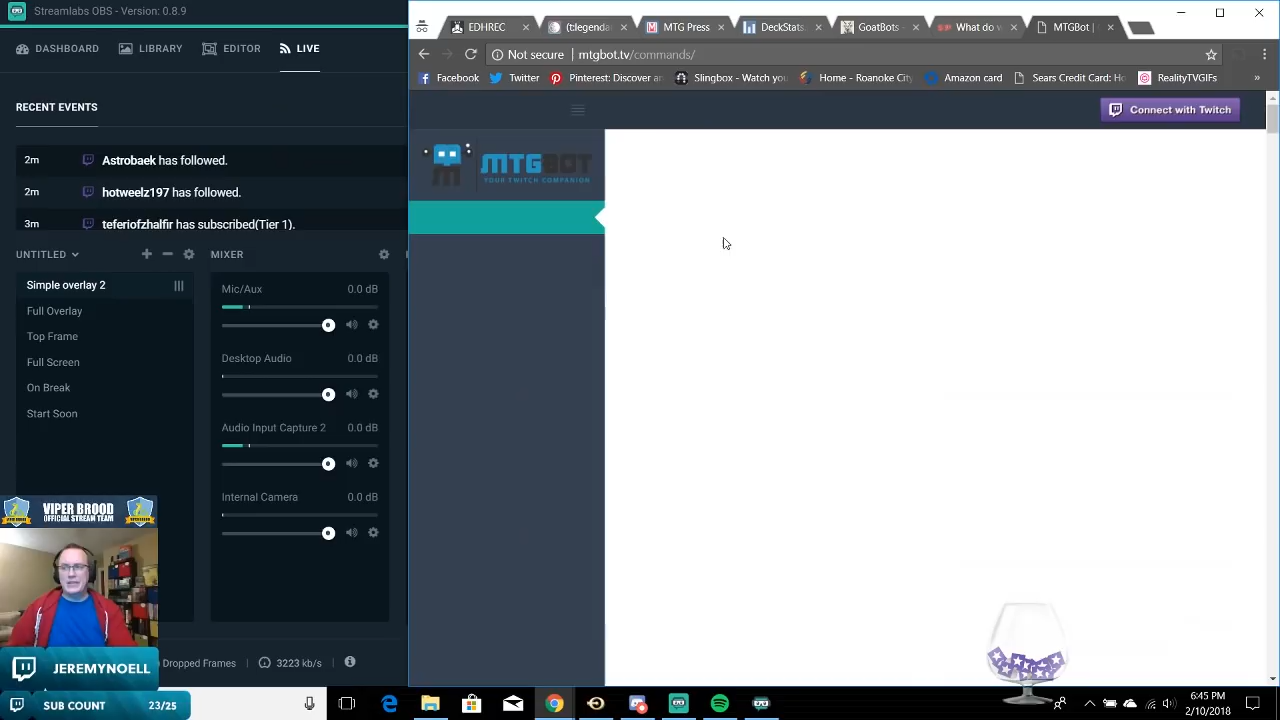 Streamlabs OBS - Version: 0.8.9
DASHBOARD LIBRARY EDITOR LIVE
RECENT EVENTS
2m Astrobaek has followed.
2m hotweelz197 has followed.
3m teferiofzhalfir has subscribed(Tier 1).
UNTITLED
Simple overlay 2
Full Overlay
Top Frame
Full Screen
On Break
Start Soon
MIXER
Mic/Aux 0.0 dB
Desktop Audio 0.0 dB
Audio Input Capture 2 0.0 dB
Internal Camera 0.0 dB
VIPER BROOD
OFFICIAL STREAM TEAM
JEREMYNOELL
SUB COUNT 23/25
Dropped Frames 3223 kb/s
EDHREC (tlegendar MTG Press DeckStats. GoatBots - What do w MTGBot |
Not secure | mtgbot.tv/commands/
Facebook Twitter Pinterest: Discover an Slingbox - Watch you Home - Roanoke City Amazon card Sears Credit Card: Ho RealityTVGIFs »
Connect with Twitch
MTGBOT
YOUR TWITCH COMPANION
6:45 PM
2/10/2018